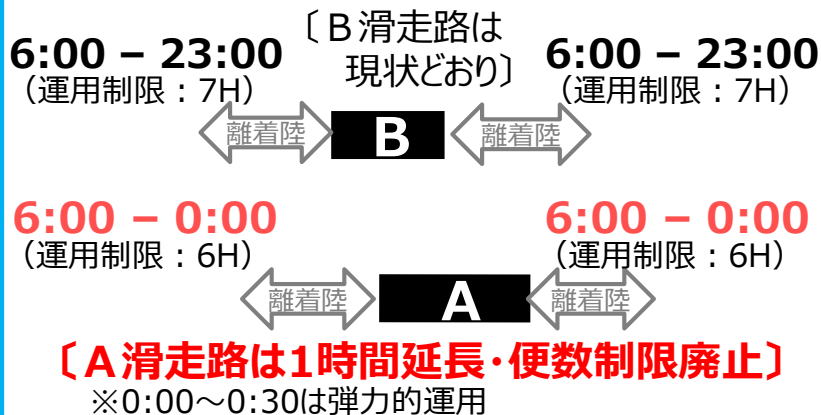 〔B滑走路は
現状どおり〕
6:00 – 23:00
（運用制限：7H）
6:00 – 23:00
（運用制限：7H）
離着陸
B
離着陸
6:00 – 0:00
（運用制限：6H）
6:00 – 0:00
（運用制限：6H）
離着陸
A
離着陸
〔A滑走路は1時間延長･便数制限廃止〕
※0:00～0:30は弾力的運用